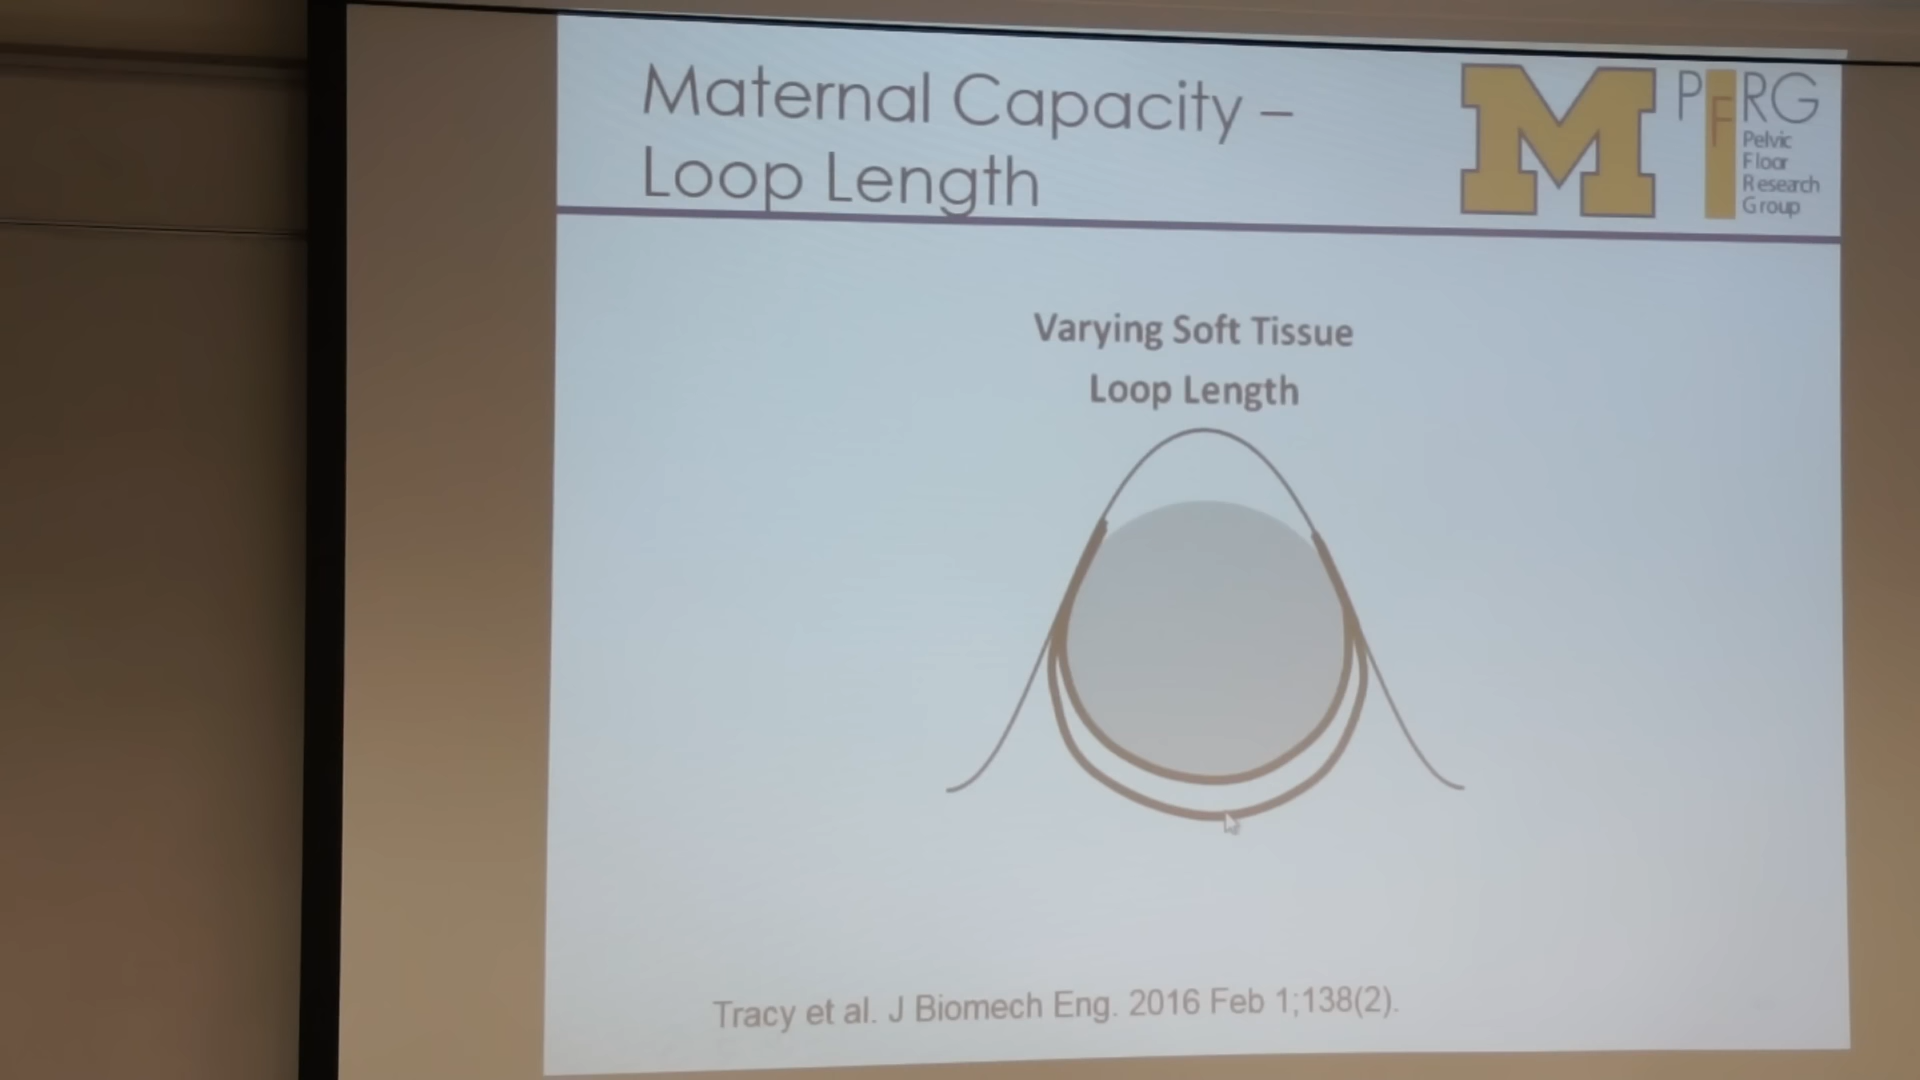 Maternal Capacity –
Loop Length
M
PFRG
Pelvic
Floor
Research
Group
Varying Soft Tissue
Loop Length
Tracy et al. J Biomech Eng. 2016 Feb 1;138(2).